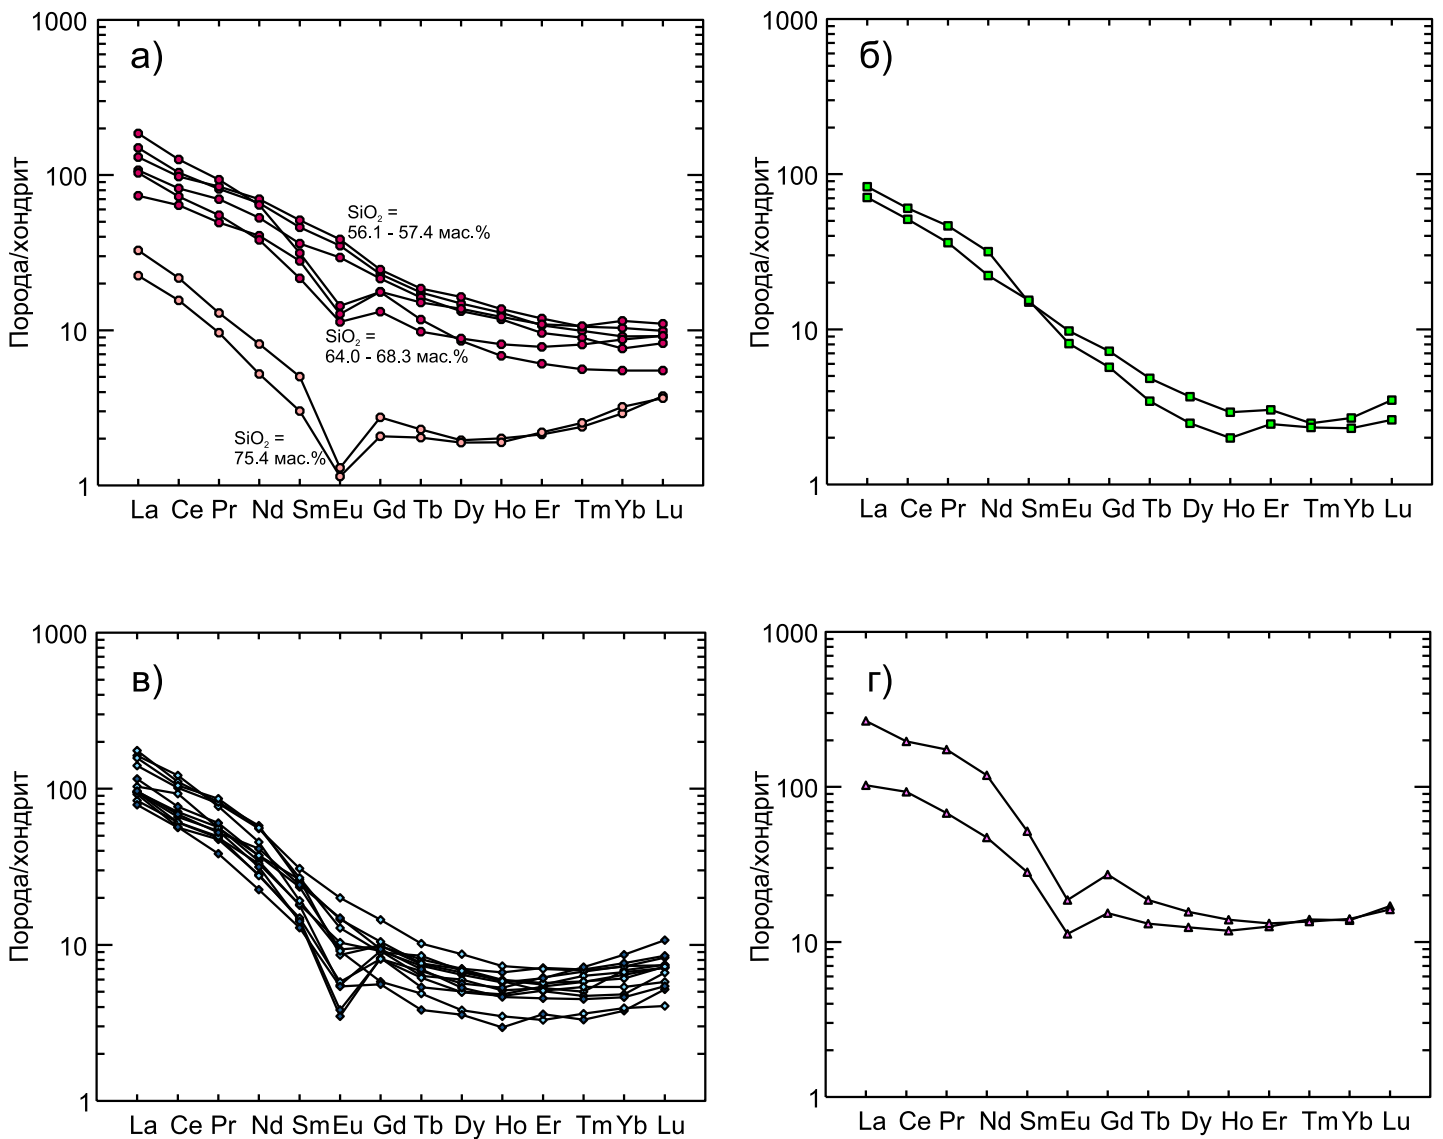 1000
100
10
1
Порода/хондрит
а)
SiO₂ =
56.1 - 57.4 мас.%
SiO₂ =
64.0 - 68.3 мас.%
SiO₂ =
75.4 мас.%
La Ce Pr Nd Sm Eu Gd Tb Dy Ho Er Tm Yb Lu
1000
100
10
1
Порода/хондрит
б)
La Ce Pr Nd Sm Eu Gd Tb Dy Ho Er Tm Yb Lu
1000
100
10
1
Порода/хондрит
в)
La Ce Pr Nd Sm Eu Gd Tb Dy Ho Er Tm Yb Lu
1000
100
10
1
Порода/хондрит
г)
La Ce Pr Nd Sm Eu Gd Tb Dy Ho Er Tm Yb Lu